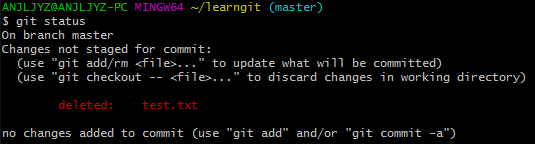 ANJLJYZ@ANJLJYZ-PC MINGW64 ~/learngit (master)
$ git status
On branch master
Changes not staged for commit:
  (use "git add/rm <file>..." to update what will be committed)
  (use "git checkout -- <file>..." to discard changes in working directory)

        deleted:    test.txt

no changes added to commit (use "git add" and/or "git commit -a")